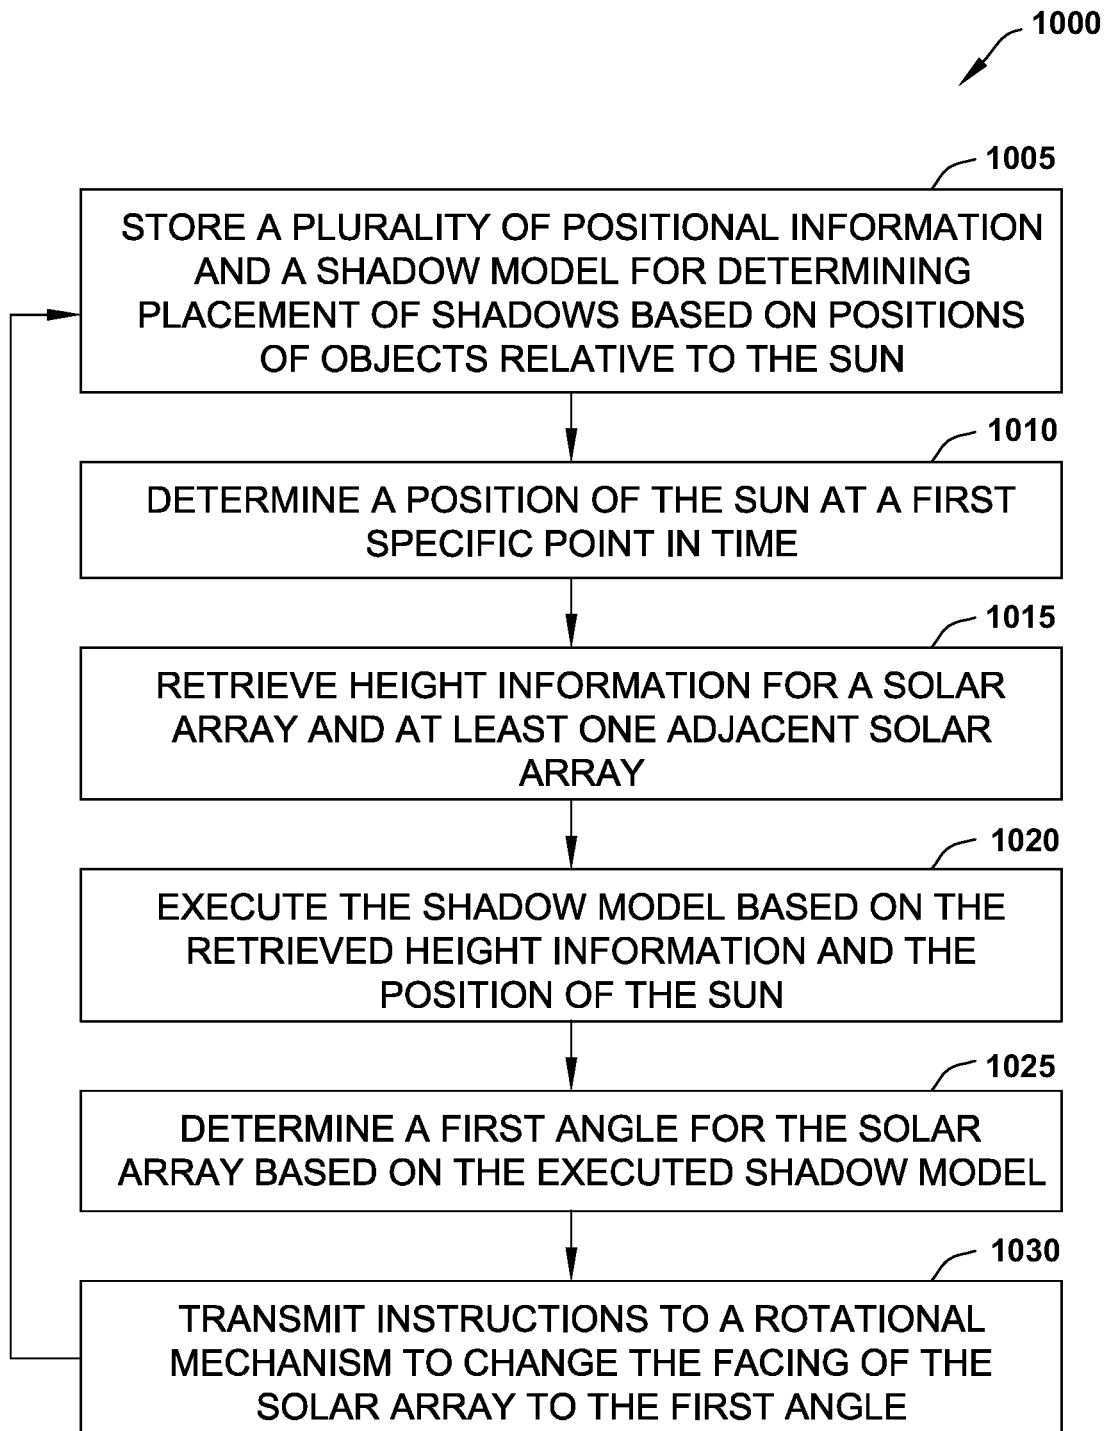 1000
1005
STORE A PLURALITY OF POSITIONAL INFORMATION
AND A SHADOW MODEL FOR DETERMINING
PLACEMENT OF SHADOWS BASED ON POSITIONS
OF OBJECTS RELATIVE TO THE SUN
1010
DETERMINE A POSITION OF THE SUN AT A FIRST
SPECIFIC POINT IN TIME
1015
RETRIEVE HEIGHT INFORMATION FOR A SOLAR
ARRAY AND AT LEAST ONE ADJACENT SOLAR
ARRAY
1020
EXECUTE THE SHADOW MODEL BASED ON THE
RETRIEVED HEIGHT INFORMATION AND THE
POSITION OF THE SUN
1025
DETERMINE A FIRST ANGLE FOR THE SOLAR
ARRAY BASED ON THE EXECUTED SHADOW MODEL
1030
TRANSMIT INSTRUCTIONS TO A ROTATIONAL
MECHANISM TO CHANGE THE FACING OF THE
SOLAR ARRAY TO THE FIRST ANGLE